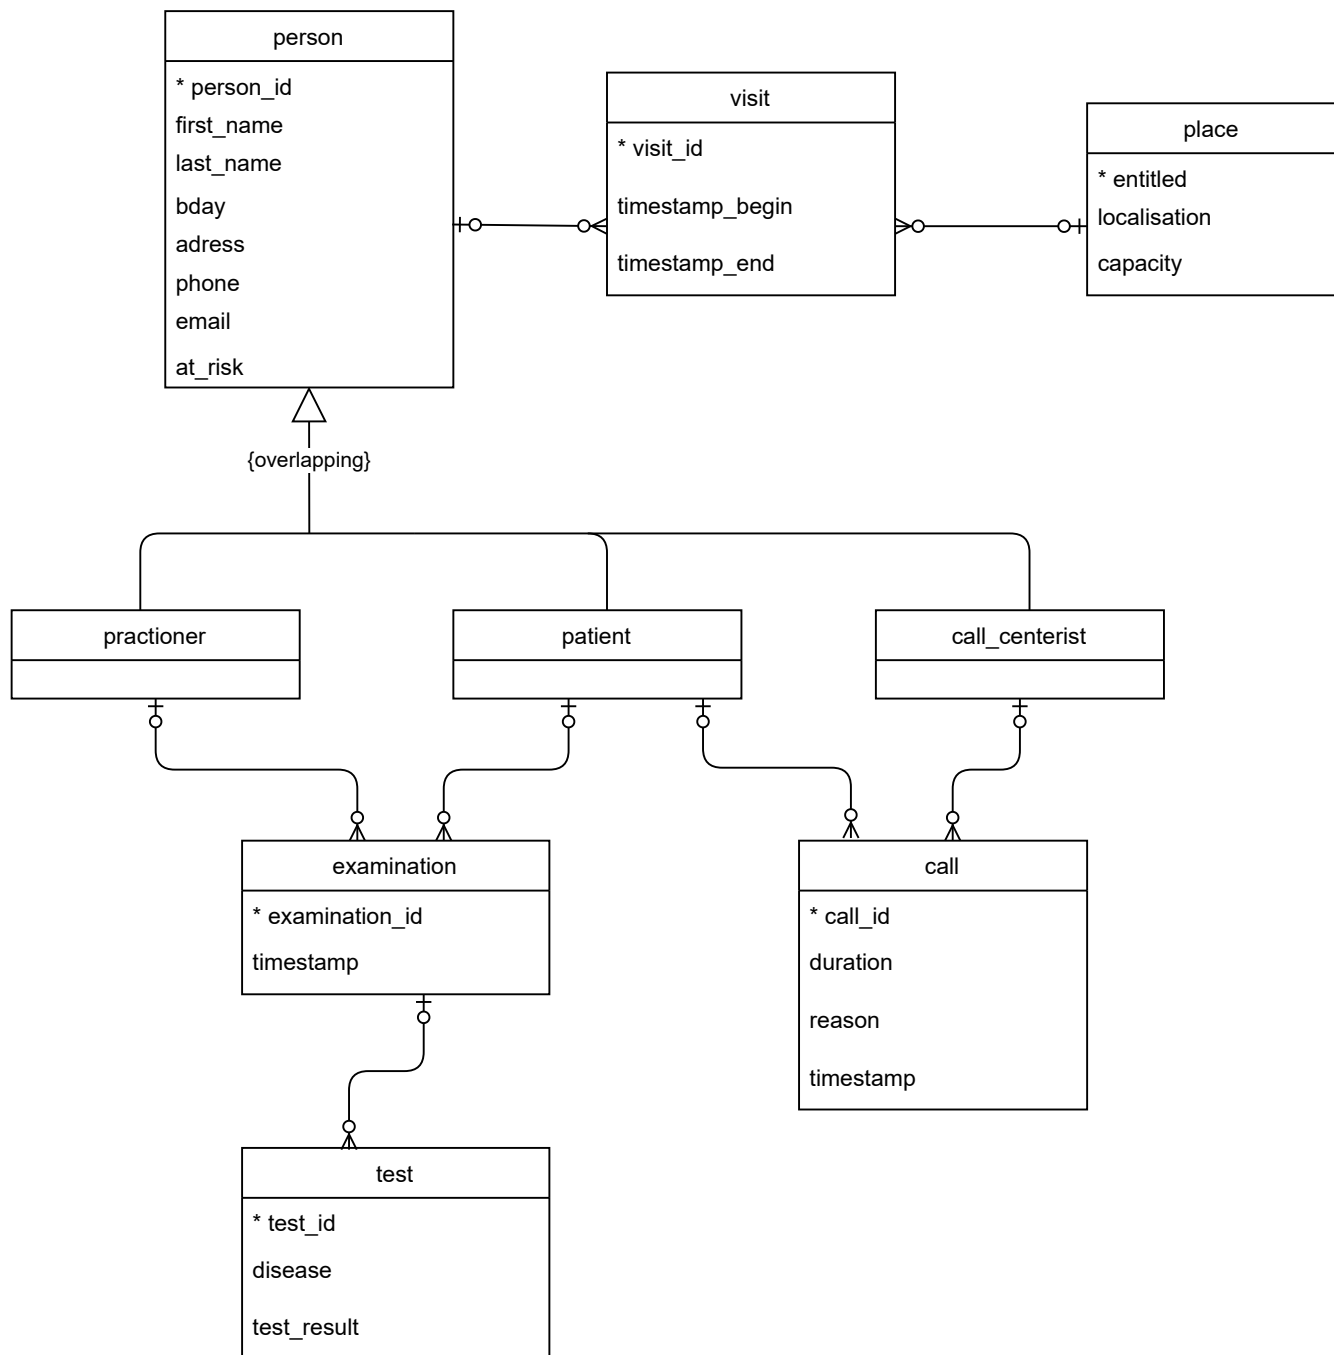 person
* person_id
first_name
last_name
bday
adress
phone
email
at_risk
visit
* visit_id
timestamp_begin
timestamp_end
place
* entitled
localisation
capacity
{overlapping}
practioner
patient
call_centerist
examination
* examination_id
timestamp
call
* call_id
duration
reason
timestamp
test
* test_id
disease
test_result